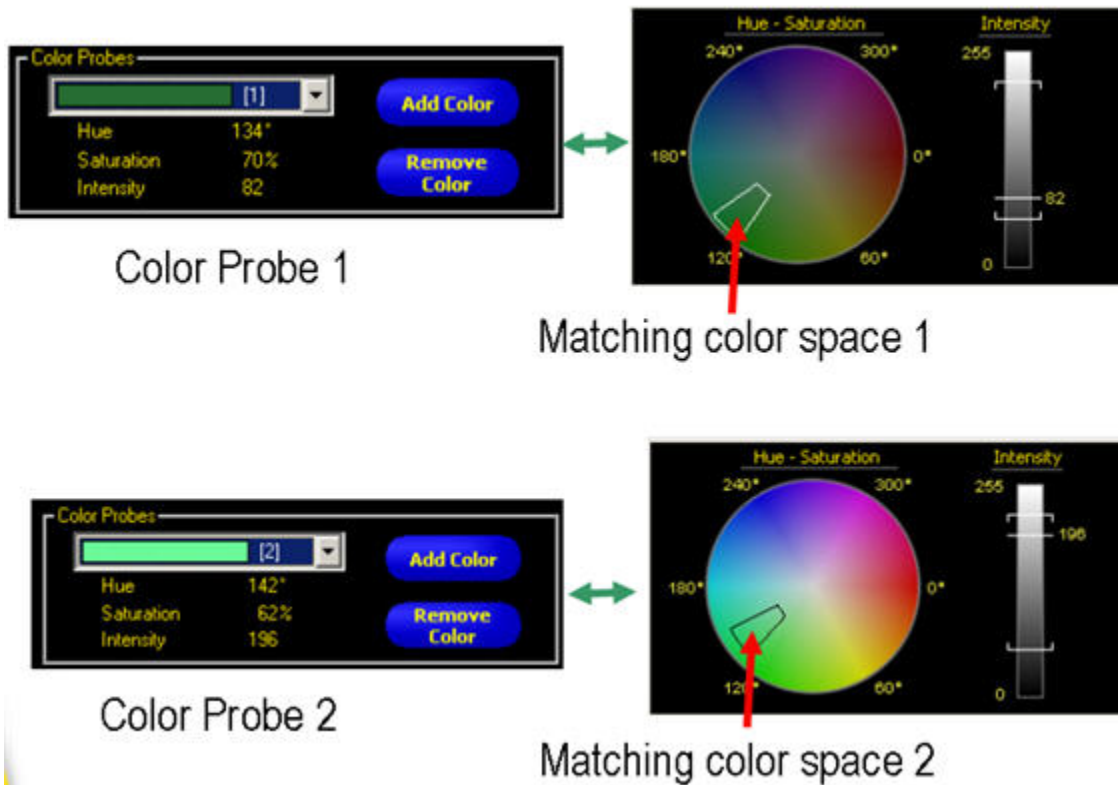 Color Probes
[1]
Add Color
Hue 134°
Saturation 70%
Intensity 82
Remove
Color
Color Probe 1
Hue - Saturation
Intensity
240°
300°
255
180°
0°
82
120°
60°
0
Matching color space 1
Color Probes
[2]
Add Color
Hue 142°
Saturation 62%
Intensity 196
Remove
Color
Color Probe 2
Hue - Saturation
Intensity
240°
300°
255
196
180°
0°
120°
60°
0
Matching color space 2